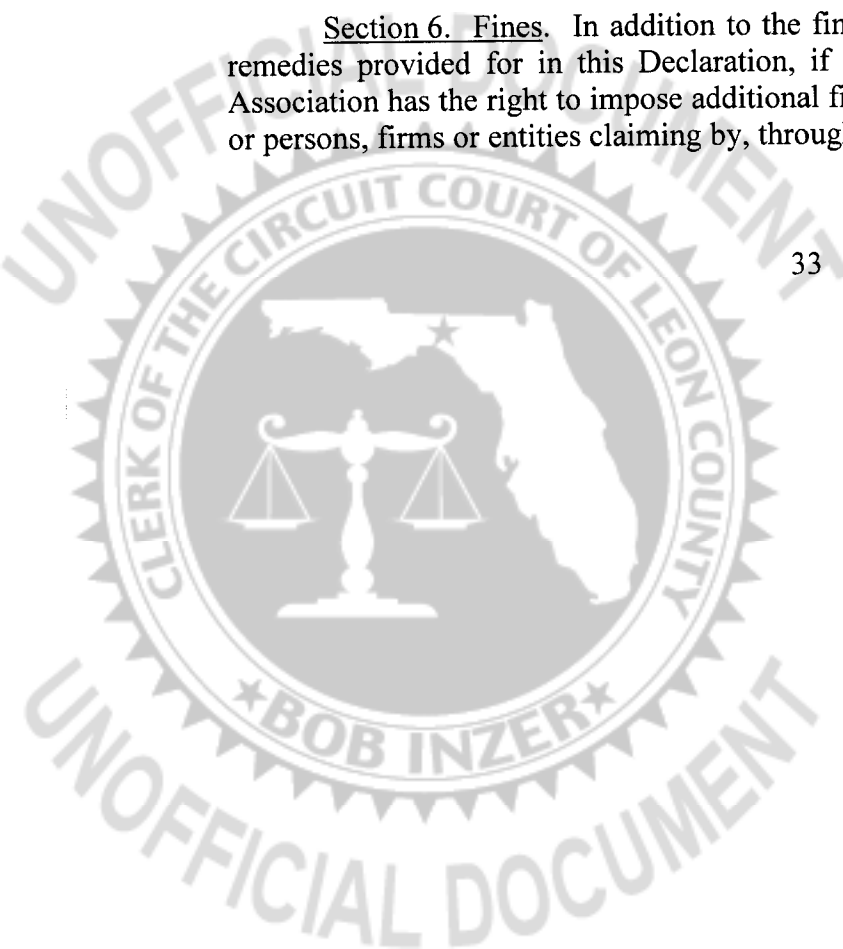 Section 6. Fines. In addition to the fin
remedies provided for in this Declaration, if
Association has the right to impose additional fi
or persons, firms or entities claiming by, throug
33
UNOFFICIAL DOCUMENT
CLERK OF THE CIRCUIT COURT OF LEON COUNTY
BOB INZER
UNOFFICIAL DOCUMENT